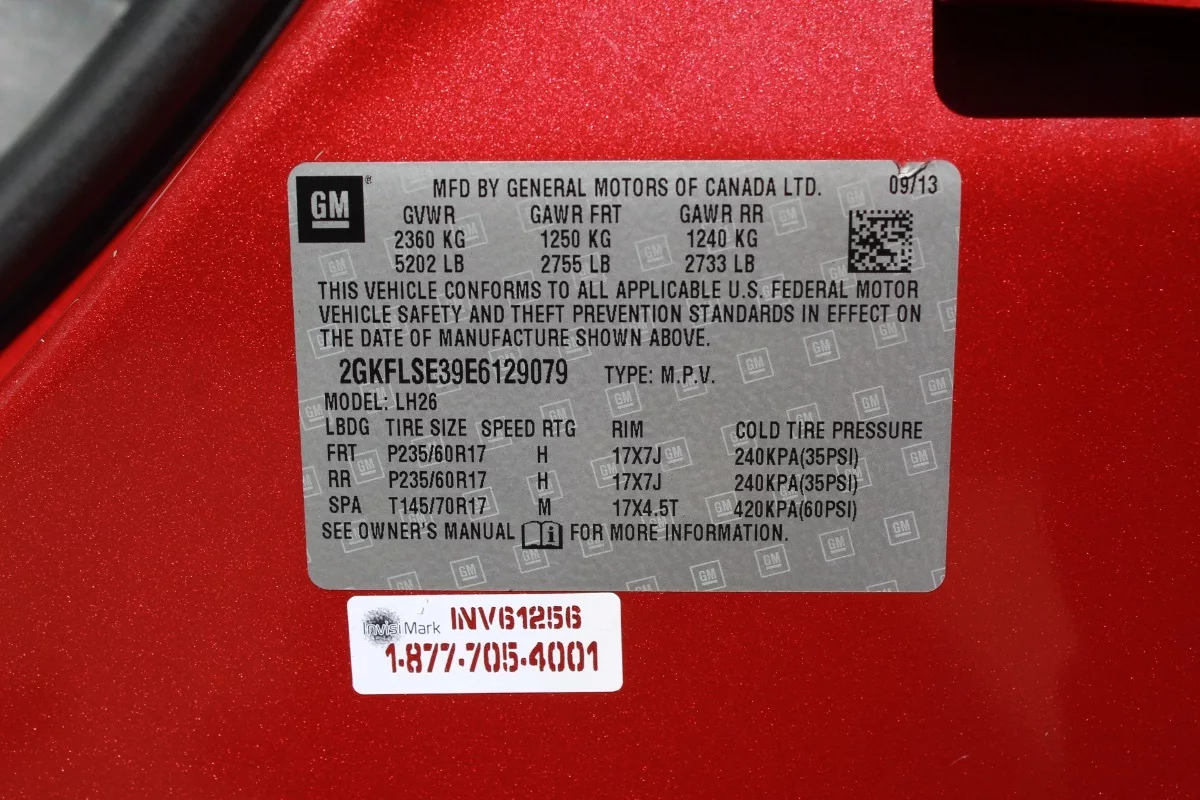 GM
MFD BY GENERAL MOTORS OF CANADA LTD. 09/13
GVWR GAWR FRT GAWR RR
2360 KG 1250 KG 1240 KG
5202 LB 2755 LB 2733 LB
THIS VEHICLE CONFORMS TO ALL APPLICABLE U.S. FEDERAL MOTOR
VEHICLE SAFETY AND THEFT PREVENTION STANDARDS IN EFFECT ON
THE DATE OF MANUFACTURE SHOWN ABOVE.
2GKFLSE39E6129079 TYPE: M.P.V.
MODEL: LH26
LBDG TIRE SIZE SPEED RTG RIM COLD TIRE PRESSURE
FRT P235/60R17 H 17X7J 240KPA(35PSI)
RR P235/60R17 H 17X7J 240KPA(35PSI)
SPA T145/70R17 M 17X4.5T 420KPA(60PSI)
SEE OWNER'S MANUAL i FOR MORE INFORMATION.
InvisiMark INV61256
1-877-705-4001